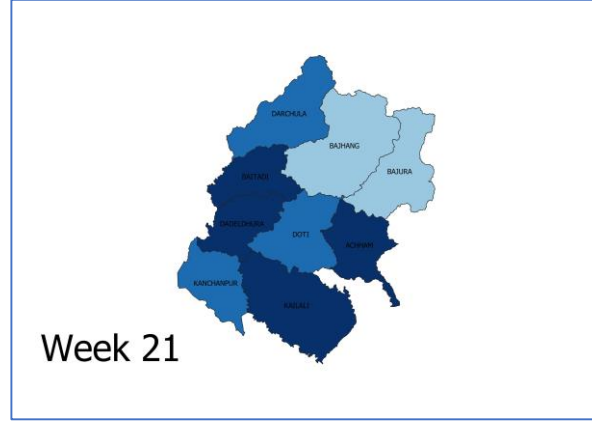 DARCHULA
BAJHANG
BAJURA
BAITADI
DADELDHURA
DOTI
ACHHAM
KANCHANPUR
KAILALI
Week 21